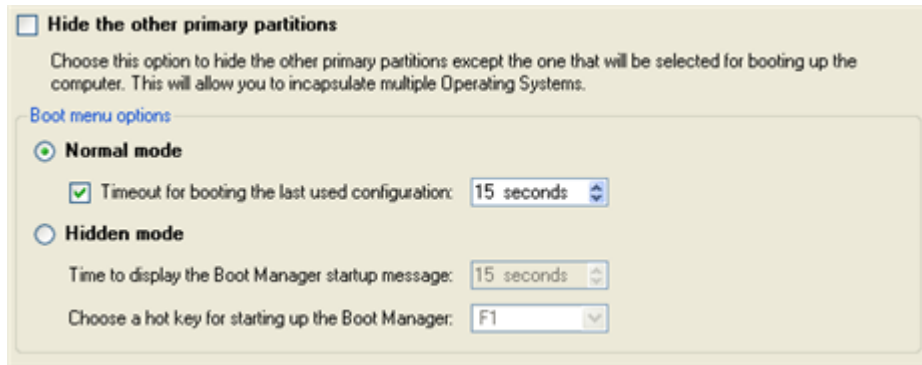 Hide the other primary partitions
Choose this option to hide the other primary partitions except the one that will be selected for booting up the
computer. This will allow you to incapsulate multiple Operating Systems.
Boot menu options
Normal mode
Timeout for booting the last used configuration: 15 seconds
Hidden mode
Time to display the Boot Manager startup message: 15 seconds
Choose a hot key for starting up the Boot Manager: F1